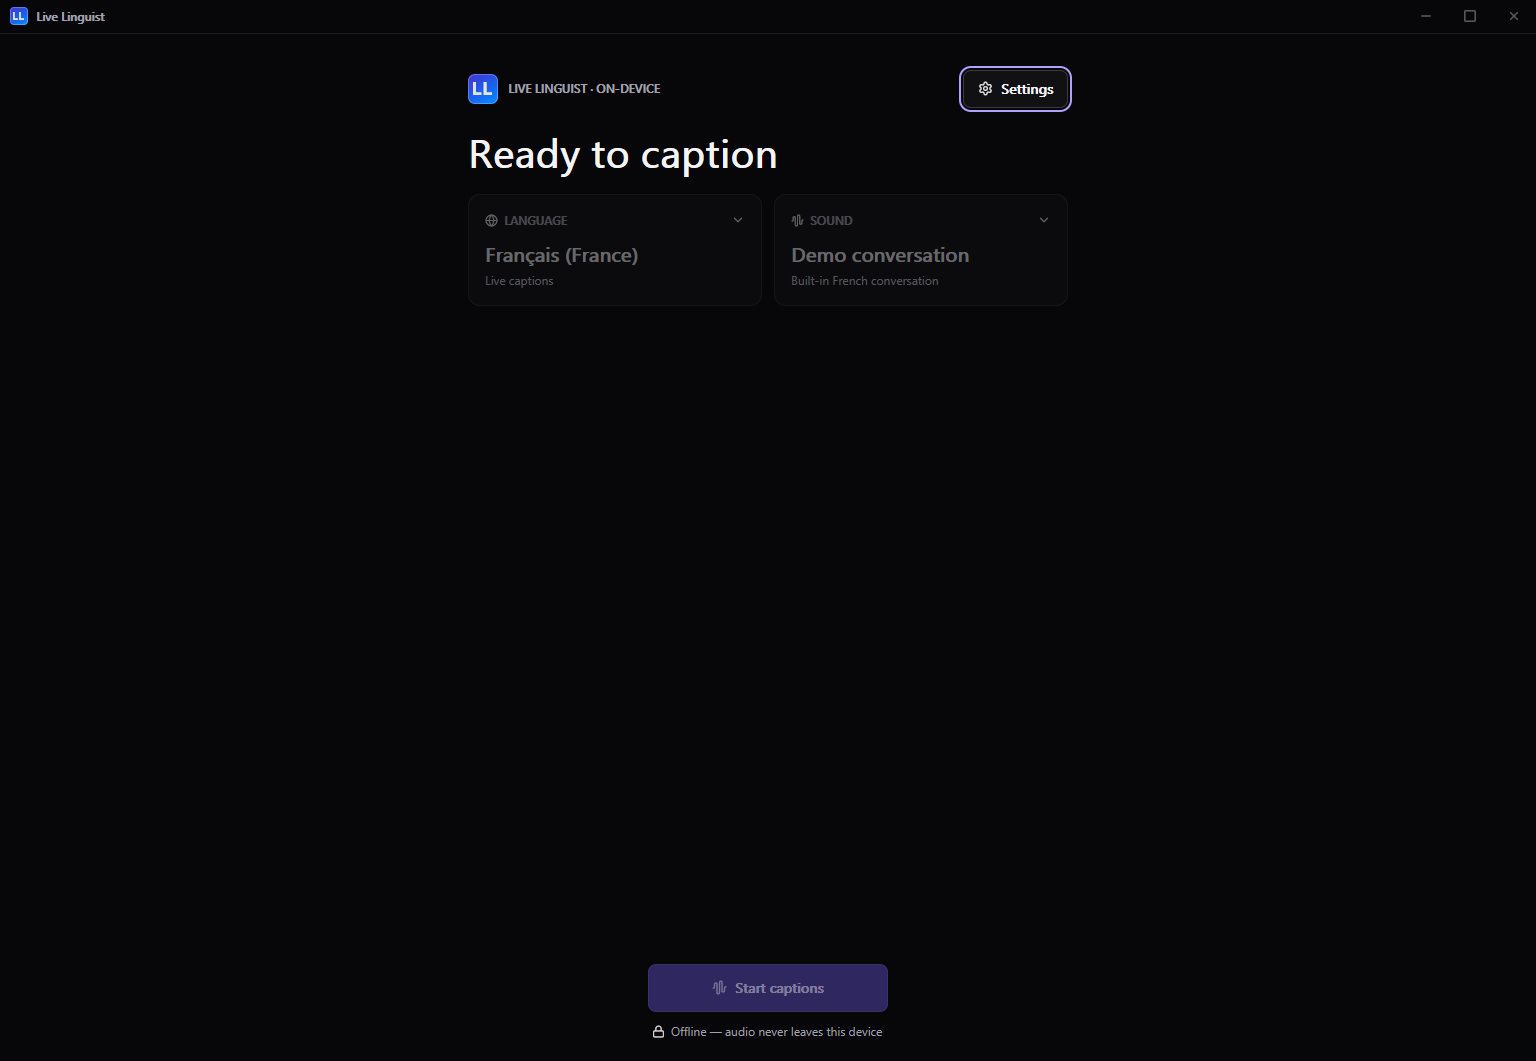 LL Live Linguist
LL LIVE LINGUIST · ON-DEVICE
Settings
Ready to caption
LANGUAGE
Français (France)
Live captions
SOUND
Demo conversation
Built-in French conversation
Start captions
Offline — audio never leaves this device